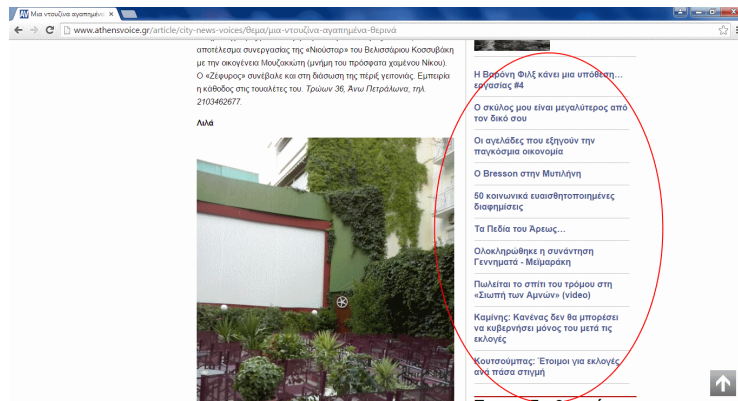 Μια ντουζίνα αγαπημένα
www.athensvoice.gr/article/city-news-voices/θεμα/μια-ντουζίνα-αγαπημένα-θερινά
αποτέλεσμα συνεργασίας της «Νιούσταρ» του Βελισσάριου Κοσσυβάκη
με την οικογένεια Μουζακιώτη (μνήμη του πρόσφατα χαμένου Νίκου).
Ο «Ζέφυρος» συνέβαλε και στη διάσωση της πέριξ γειτονιάς. Εμπειρία
η κάθοδος στις τουαλέτες του. Τρώων 36, Άνω Πετράλωνα, τηλ.
2103462677.
Λιλά
Η Βαρόνη Φιλξ κάνει μια υπόθεση…
εργασίας #4
Ο σκύλος μου είναι μεγαλύτερος από
τον δικό σου
Οι αγελάδες που εξηγούν την
παγκόσμια οικονομία
Ο Bresson στην Μυτιλήνη
50 κοινωνικά ευαισθητοποιημένες
διαφημίσεις
Τα Πεδία του Άρεως…
Ολοκληρώθηκε η συνάντηση
Γεννηματά - Μεϊμαράκη
Πωλείται το σπίτι του τρόμου στη
«Σιωπή των Αμνών» (video)
Καμίνης: Κανένας δεν θα μπορέσει
να κυβερνήσει μόνος του μετά τις
εκλογές
Κουτσούμπας: Έτοιμοι για εκλογές
ανά πάσα στιγμή